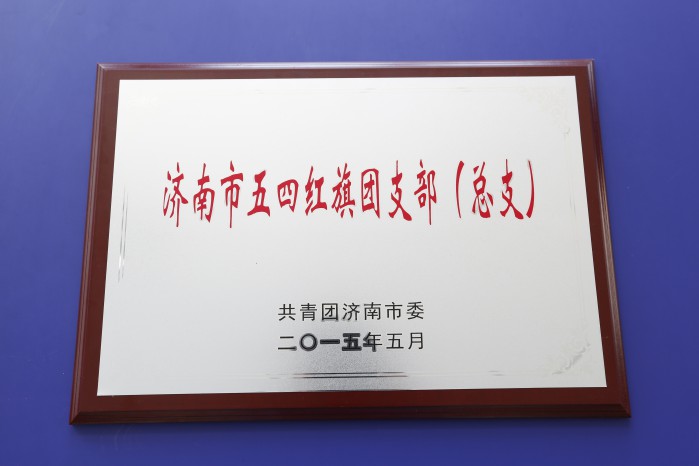 济南市五四红旗团支部（总支）
共青团济南市委
二〇一五年五月